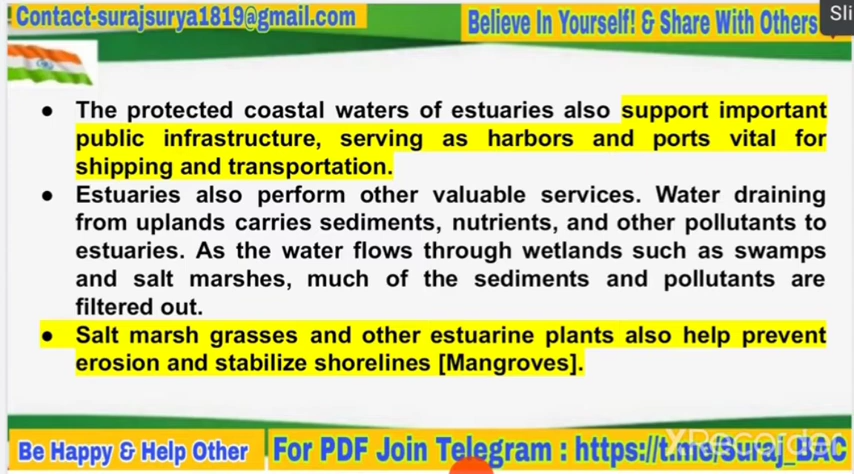 Contact-surajsurya1819@gmail.com
Believe In Yourself! & Share With Others
Sli
● The protected coastal waters of estuaries also support important
public infrastructure, serving as harbors and ports vital for
shipping and transportation.
● Estuaries also perform other valuable services. Water draining
from uplands carries sediments, nutrients, and other pollutants to
estuaries. As the water flows through wetlands such as swamps
and salt marshes, much of the sediments and pollutants are
filtered out.
● Salt marsh grasses and other estuarine plants also help prevent
erosion and stabilize shorelines [Mangroves].
Be Happy & Help Other
For PDF Join Telegram : https://t.me/Suraj_BAC
XRecorder